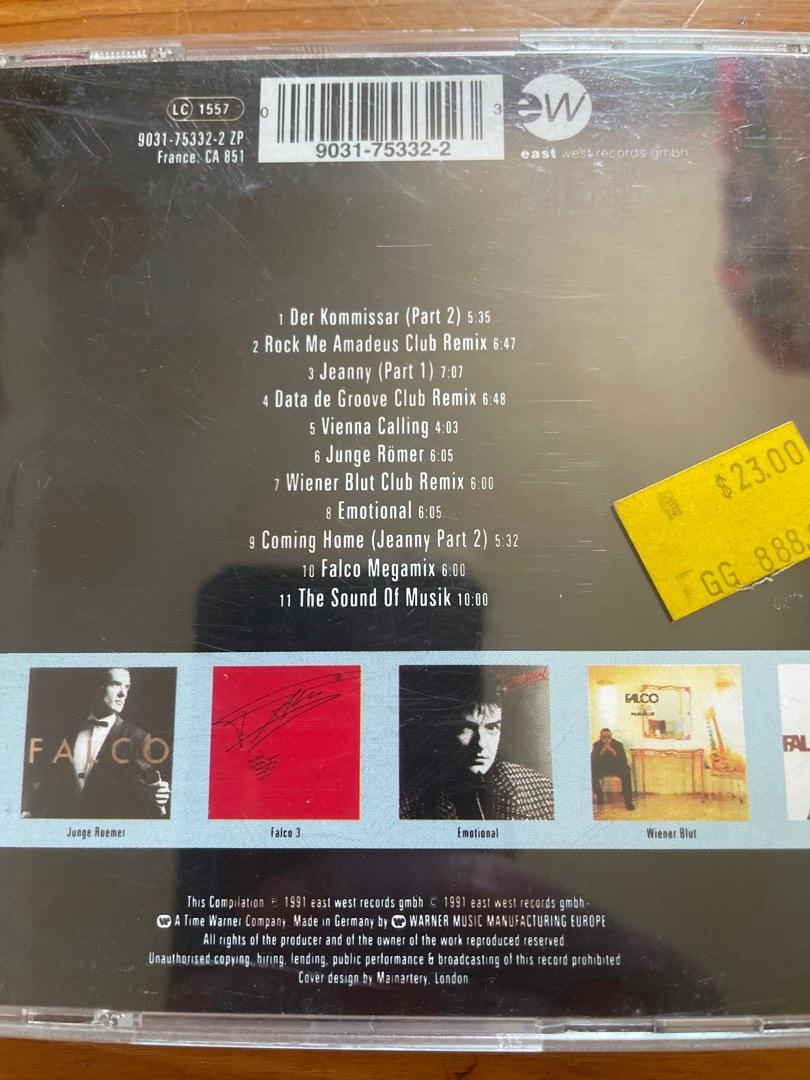 LC 1557
9031-75332-2 ZP
France: CA 851
0
3
9031-75332-2
ew
east west records gmbh
1 Der Kommissar (Part 2) 5:35
2 Rock Me Amadeus Club Remix 6:47
3 Jeanny (Part 1) 7:07
4 Data de Groove Club Remix 6:48
5 Vienna Calling 4:03
6 Junge Römer 6:05
7 Wiener Blut Club Remix 6:00
8 Emotional 6:05
9 Coming Home (Jeanny Part 2) 5:32
10 Falco Megamix 6:00
11 The Sound Of Musik 10:00
$23.00
GG 888
FALCO
Falco 3
FALCO
FAL
Junge Roemer
Falco 3
Emotional
Wiener Blut
This Compilation ℗ 1991 east west records gmbh © 1991 east west records gmbh-
A Time Warner Company. Made in Germany by WARNER MUSIC MANUFACTURING EUROPE
All rights of the producer and of the owner of the work reproduced reserved
Unauthorised copying, hiring, lending, public performance & broadcasting of this record prohibited
Cover design by Mainartery, London